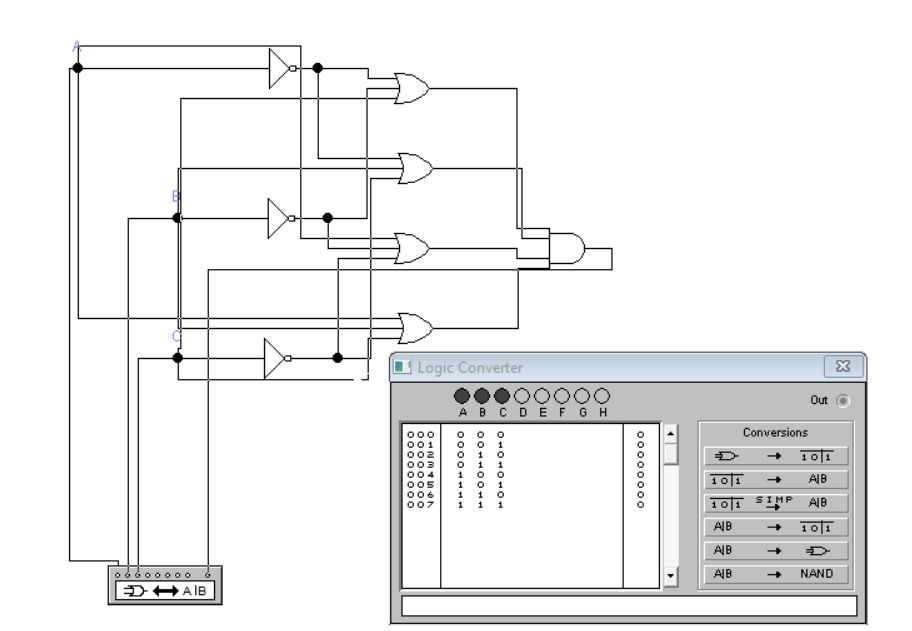 A
B
C
Logic Converter
Out
A B C D E F G H
000 0 0 0 0
001 0 0 1 0
002 0 1 0 0
003 0 1 1 0
004 1 0 0 0
005 1 0 1 0
006 1 1 0 0
007 1 1 1 0
Conversions
→ 1 0 1
1 0 1 → A|B
1 0 1 SIMP → A|B
A|B → 1 0 1
A|B →
A|B → NAND
A|B